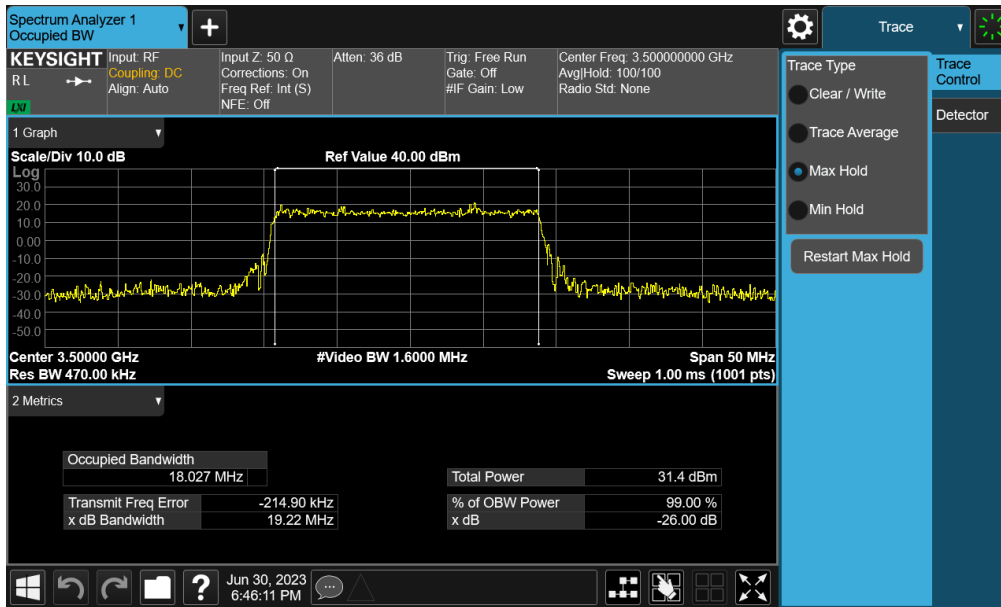 Spectrum Analyzer 1
Occupied BW
+
Trace
KEYSIGHT
R L
LXI
Input: RF
Coupling: DC
Align: Auto
Input Z: 50 Ω
Corrections: On
Freq Ref: Int (S)
NFE: Off
Atten: 36 dB
Trig: Free Run
Gate: Off
#IF Gain: Low
Center Freq: 3.500000000 GHz
Avg|Hold: 100/100
Radio Std: None
Trace Type
Clear / Write
Trace Average
Max Hold
Min Hold
Restart Max Hold
Trace
Control
Detector
1 Graph
Scale/Div 10.0 dB
Ref Value 40.00 dBm
Log
30.0
20.0
10.0
0.00
-10.0
-20.0
-30.0
-40.0
-50.0
Center 3.50000 GHz
#Video BW 1.6000 MHz
Span 50 MHz
Res BW 470.00 kHz
Sweep 1.00 ms (1001 pts)
2 Metrics
Occupied Bandwidth
18.027 MHz
Total Power 31.4 dBm
Transmit Freq Error -214.90 kHz
% of OBW Power 99.00 %
x dB Bandwidth 19.22 MHz
x dB -26.00 dB
?
Jun 30, 2023
6:46:11 PM